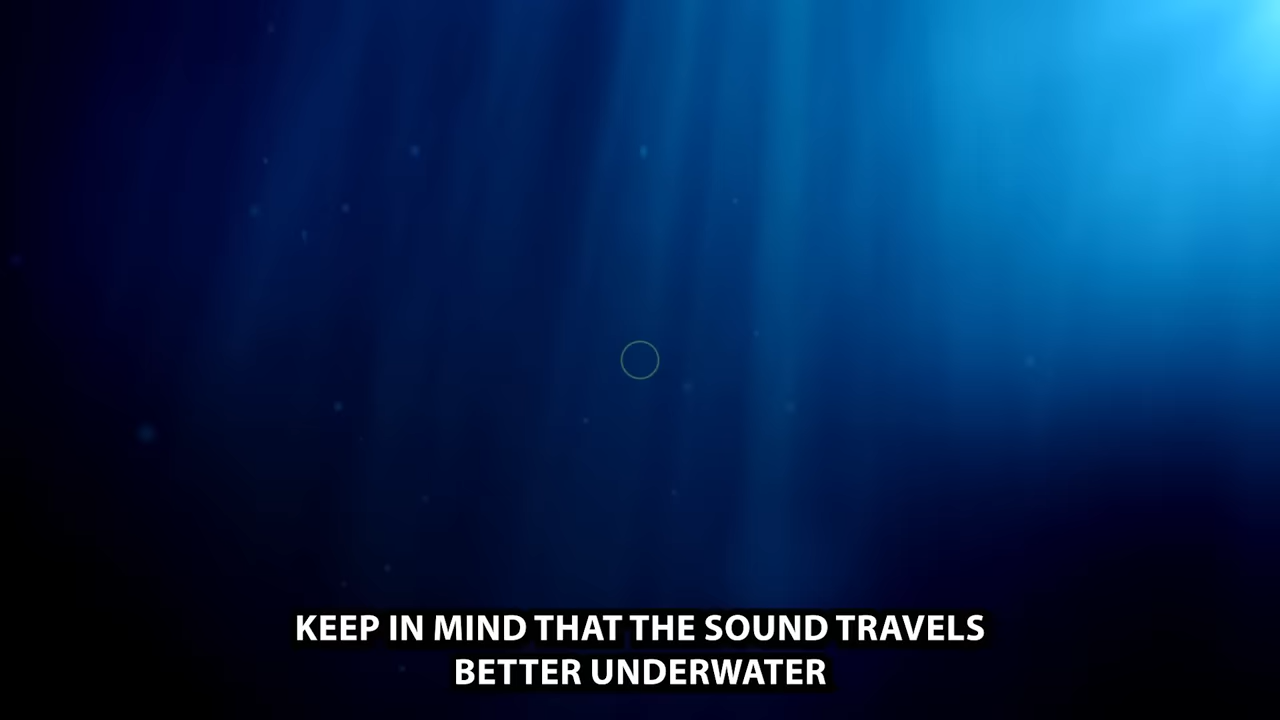 KEEP IN MIND THAT THE SOUND TRAVELS
BETTER UNDERWATER